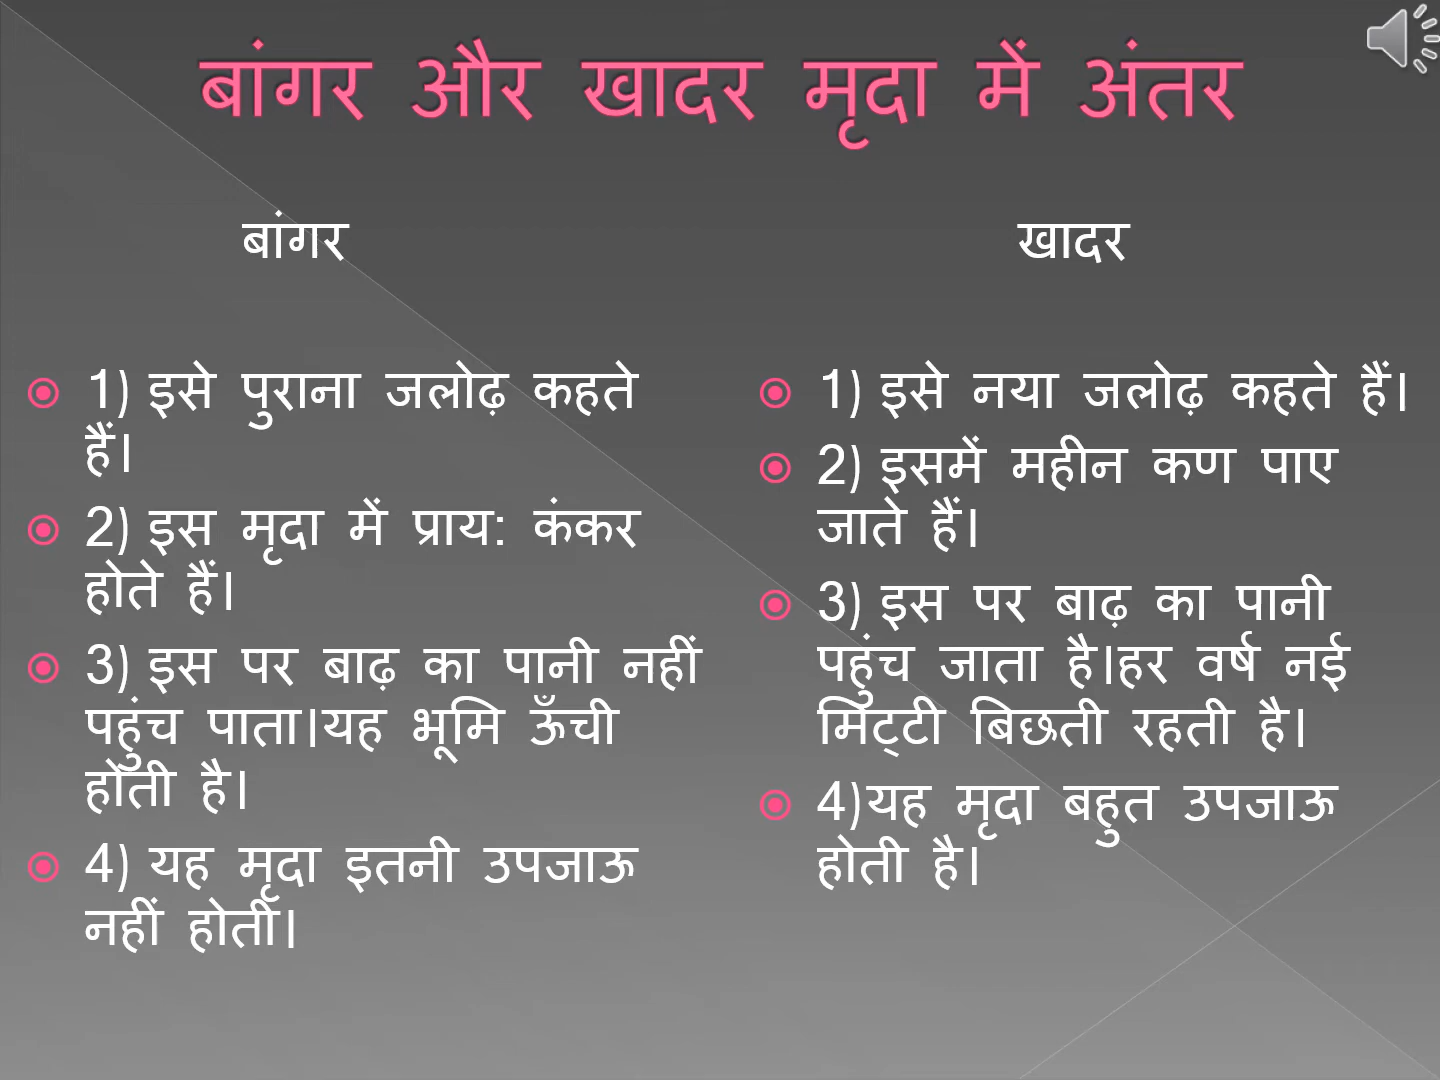 बांगर और खादर मृदा में अंतर
बांगर
1) इसे पुराना जलोढ़ कहते
हैं।
2) इस मृदा में प्राय: कंकर
होते हैं।
3) इस पर बाढ़ का पानी नहीं
पहुंच पाता।यह भूमि ऊँची
होती है।
4) यह मृदा इतनी उपजाऊ
नहीं होती।
खादर
1) इसे नया जलोढ़ कहते हैं।
2) इसमें महीन कण पाए
जाते हैं।
3) इस पर बाढ़ का पानी
पहुंच जाता है।हर वर्ष नई
मिट्टी बिछती रहती है।
4)यह मृदा बहुत उपजाऊ
होती है।